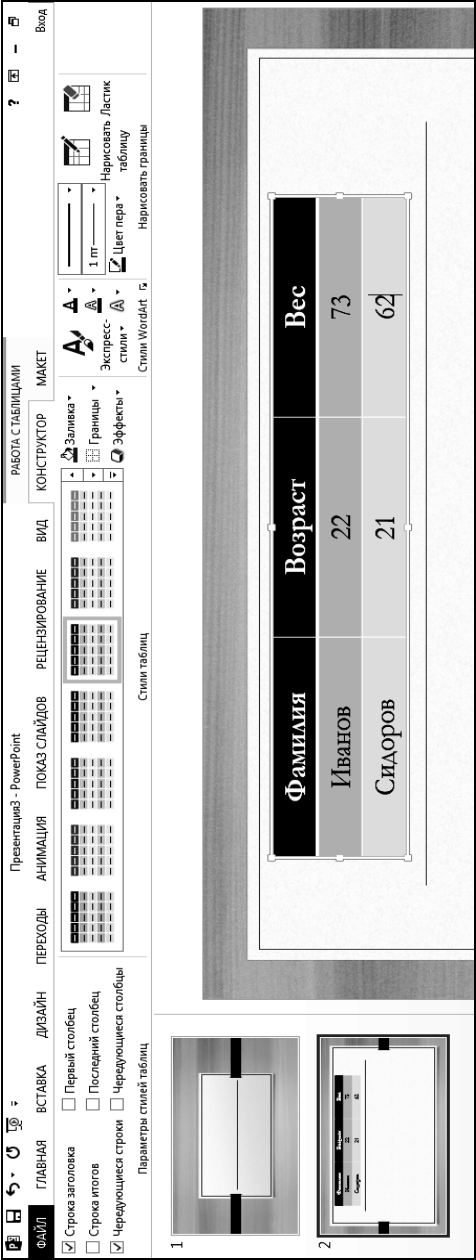 Презентация3 - PowerPoint
РАБОТА С ТАБЛИЦАМИ
?
Вход
ФАЙЛ ГЛАВНАЯ ВСТАВКА ДИЗАЙН ПЕРЕХОДЫ АНИМАЦИЯ ПОКАЗ СЛАЙДОВ РЕЦЕНЗИРОВАНИЕ ВИД КОНСТРУКТОР МАКЕТ
Строка заголовка
Первый столбец
Строка итогов
Последний столбец
Чередующиеся строки
Чередующиеся столбцы
Параметры стилей таблиц
Заливка
Границы
Эффекты
Стили таблиц
Экспресс-
стили
Стили WordArt
1 пт
Цвет пера
Нарисовать
таблицу
Ластик
Нарисовать границы
1
2
Фамилия Возраст Вес
Иванов 22 73
Сидоров 21 62